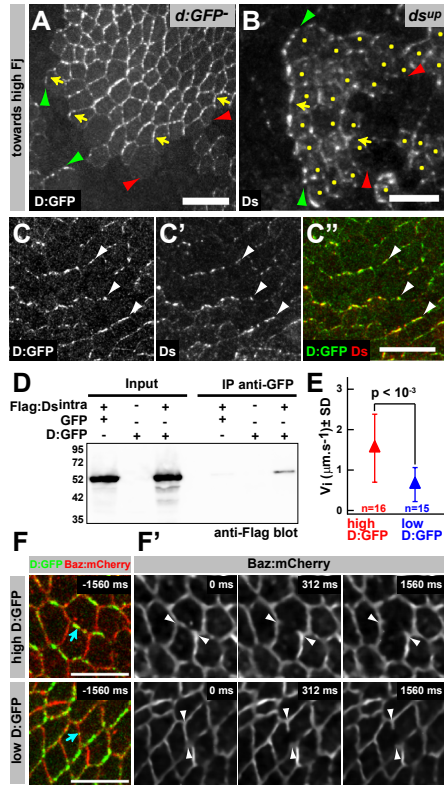 A
d:GFP-
B
ds^up
towards high Fj
D:GFP
Ds
C
C'
C"
D:GFP
Ds
D:GFP Ds
D
Input
IP anti-GFP
Flag:Dsintra
+ - + + - +
GFP
+ - - + - -
D:GFP
- + + - + +
95
72
52
42
35
anti-Flag blot
E
p < 10^-3
Vi (µm.s-1)± SD
3
2
1
0
n=16
n=15
high D:GFP
low D:GFP
F
F'
D:GFP Baz:mCherry
Baz:mCherry
high D:GFP
-1560 ms
0 ms
312 ms
1560 ms
low D:GFP
-1560 ms
0 ms
312 ms
1560 ms